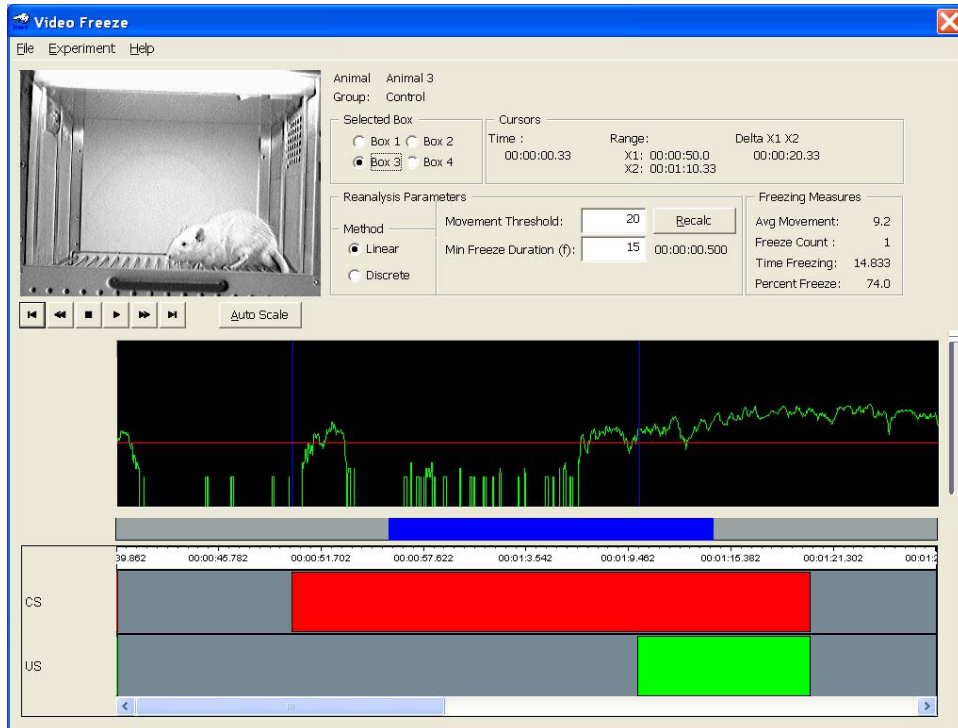 Video Freeze
File Experiment Help
Animal Animal 3
Group: Control
Selected Box
Box 1 Box 2
Box 3 Box 4
Cursors
Time : Range: Delta X1 X2
00:00:00.33 X1: 00:00:50.0 00:00:20.33
X2: 00:01:10.33
Reanalysis Parameters
Method
Linear
Discrete
Movement Threshold: 20 Recalc
Min Freeze Duration (f): 15 00:00:00.500
Freezing Measures
Avg Movement: 9.2
Freeze Count : 1
Time Freezing: 14.833
Percent Freeze: 74.0
Auto Scale
39.862 00:00:45.782 00:00:51.702 00:00:57.622 00:01:3.542 00:01:9.462 00:01:15.382 00:01:21.302 00:01:2
CS
US